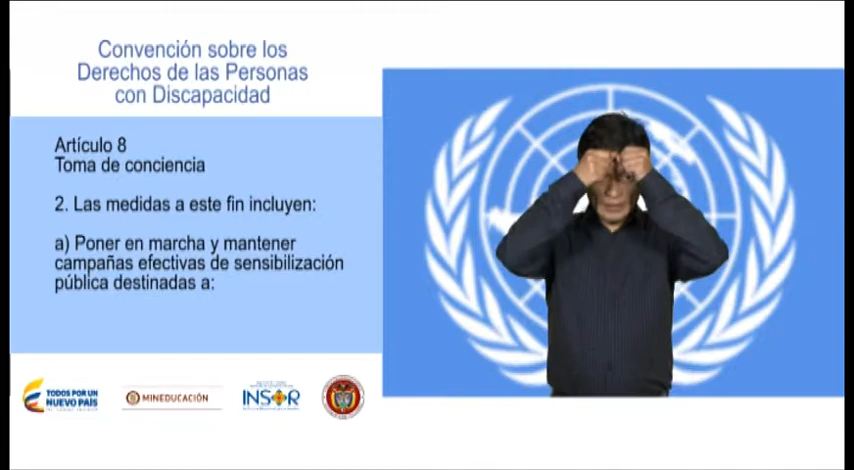 Convención sobre los
Derechos de las Personas
con Discapacidad
Artículo 8
Toma de conciencia
2. Las medidas a este fin incluyen:
a) Poner en marcha y mantener
campañas efectivas de sensibilización
pública destinadas a:
TODOS POR UN
NUEVO PAÍS
MINEDUCACIÓN
INSOR